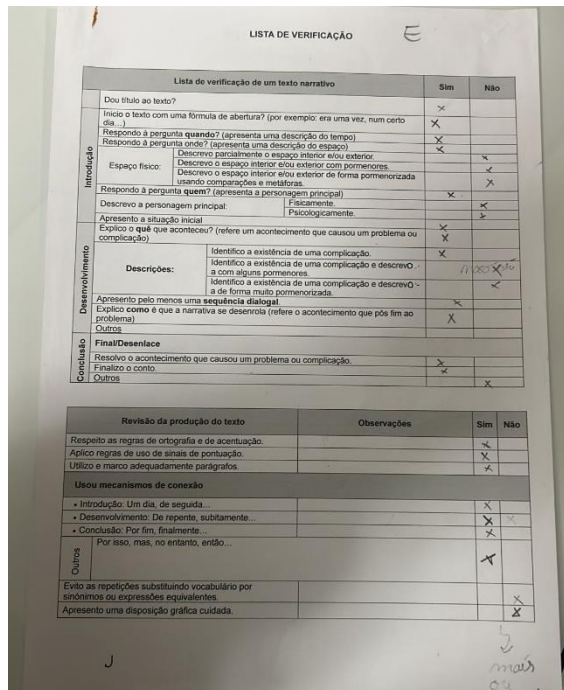 LISTA DE VERIFICAÇÃO E
Lista de verificação de um texto narrativo Sim Não
Dou título ao texto? x
Introdução
Inicio o texto com uma fórmula de abertura? (por exemplo: era uma vez, num certo
dia...) x
Respondo à pergunta quando? (apresenta uma descrição do tempo) x
Respondo à pergunta onde? (apresenta uma descrição do espaço) x
Espaço físico:
Descrevo parcialmente o espaço interior e/ou exterior. x
Descrevo o espaço interior e/ou exterior com pormenores. x
Descrevo o espaço interior e/ou exterior de forma pormenorizada
usando comparações e metáforas. x
Respondo à pergunta quem? (apresenta a personagem principal) x
Descrevo a personagem principal:
Fisicamente. x
Psicologicamente. x
Apresento a situação inicial x
Desenvolvimento
Explico o quê que aconteceu? (refere um acontecimento que causou um problema ou
complicação) x
Descrições:
Identifico a existência de uma complicação. x
Identifico a existência de uma complicação e descrevo -
a com alguns pormenores. x
Identifico a existência de uma complicação e descrevo -
a de forma muito pormenorizada. x
Apresento pelo menos uma sequência dialogal. x
Explico como é que a narrativa se desenrola (refere o acontecimento que pôs fim ao
problema) x
Outros
Conclusão
Final/Desenlace
Resolvo o acontecimento que causou um problema ou complicação. x
Finalizo o conto. x
Outros x
Revisão da produção do texto Observações Sim Não
Respeito as regras de ortografia e de acentuação. x
Aplico regras de uso de sinais de pontuação. x
Utilizo e marco adequadamente parágrafos. x
Usou mecanismos de conexão
• Introdução: Um dia, de seguida... x
• Desenvolvimento: De repente, subitamente... x x
• Conclusão: Por fim, finalmente... x
Outros
Por isso, mas, no entanto, então... x
Evito as repetições substituindo vocabulário por
sinónimos ou expressões equivalentes. x
Apresento uma disposição gráfica cuidada. x
J
mais
ou